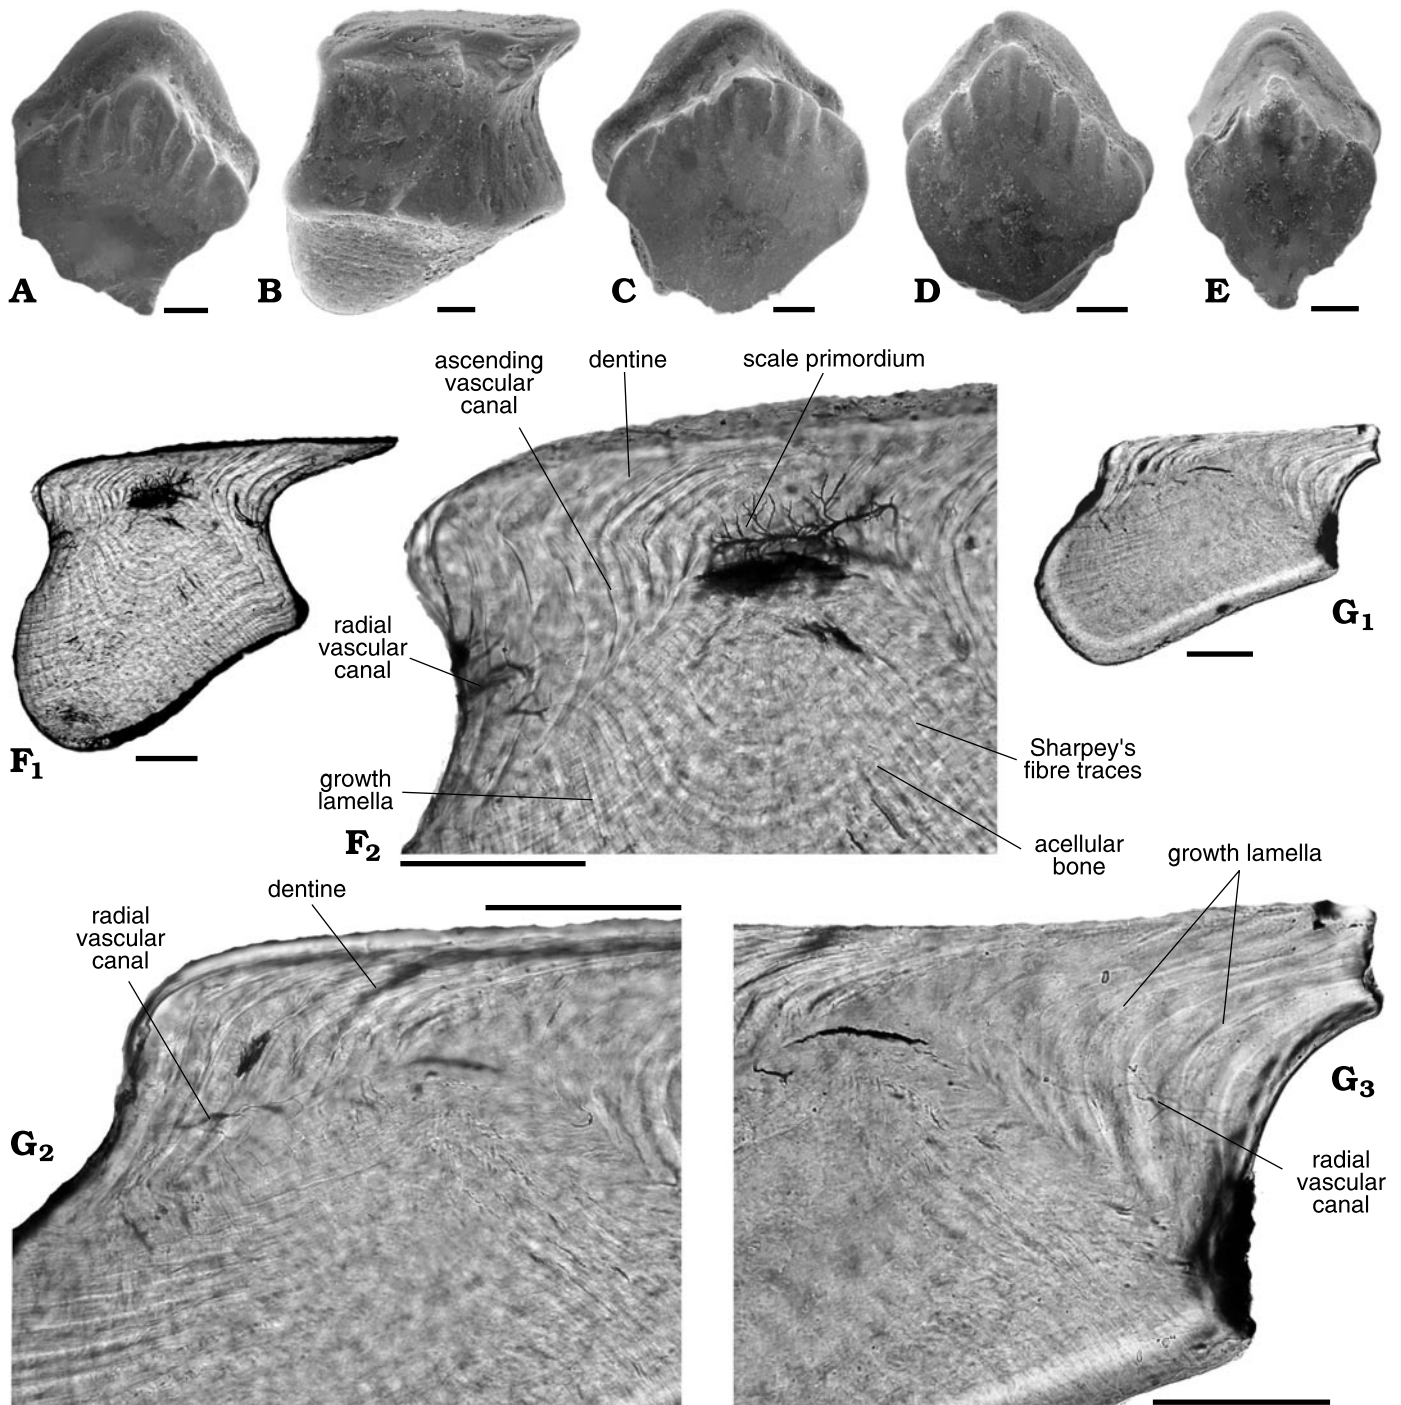 A
B
C
D
E
ascending
vascular
canal
dentine
scale primordium
radial
vascular
canal
G1
F1
growth
lamella
Sharpey's
fibre traces
F2
acellular
bone
growth lamella
dentine
radial
vascular
canal
G2
G3
radial
vascular
canal